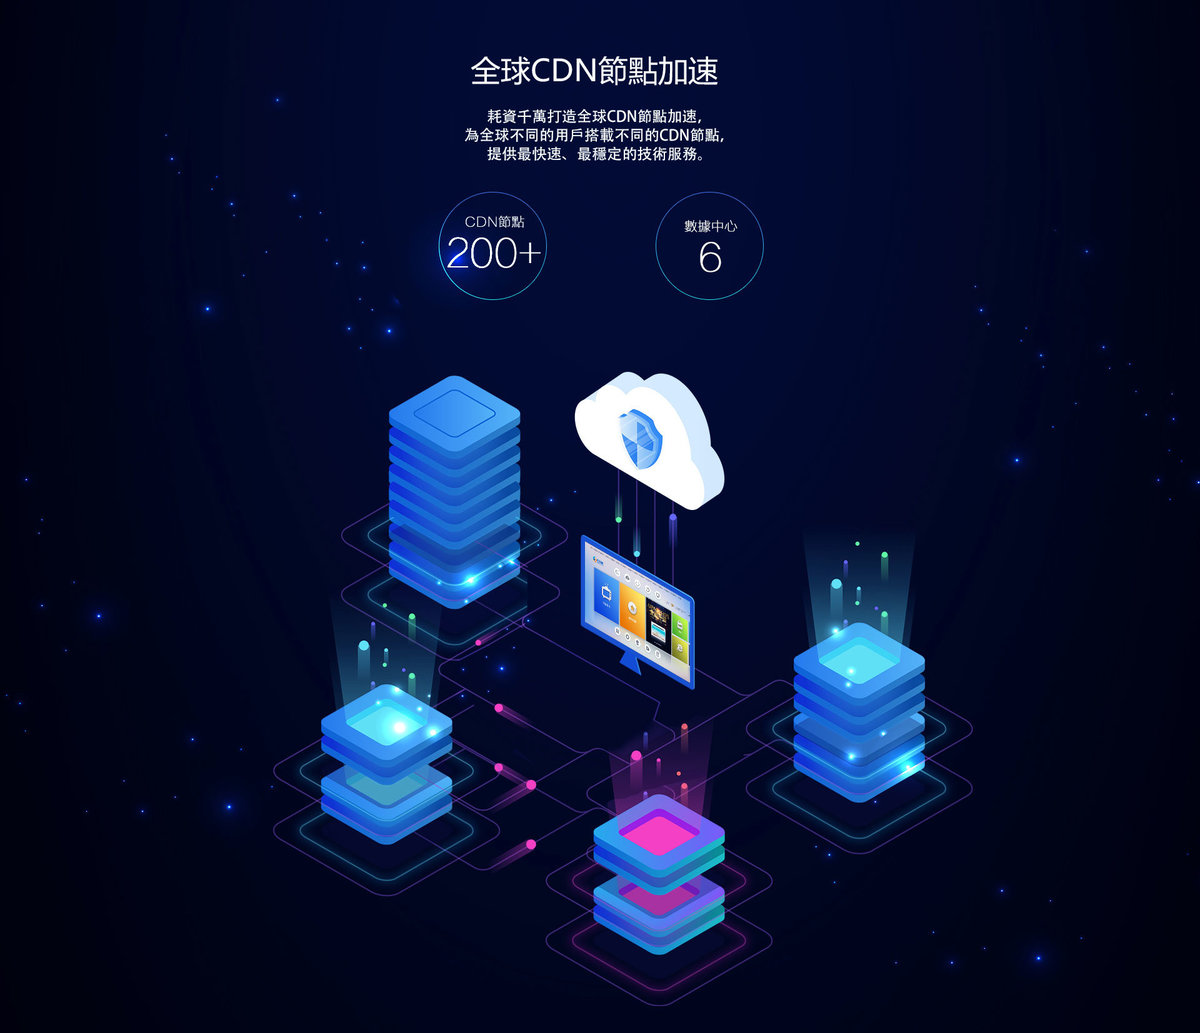 全球CDN節點加速
耗資千萬打造全球CDN節點加速,
為全球不同的用戶搭載不同的CDN節點,
提供最快速、最穩定的技術服務。
CDN節點
200+
數據中心
6